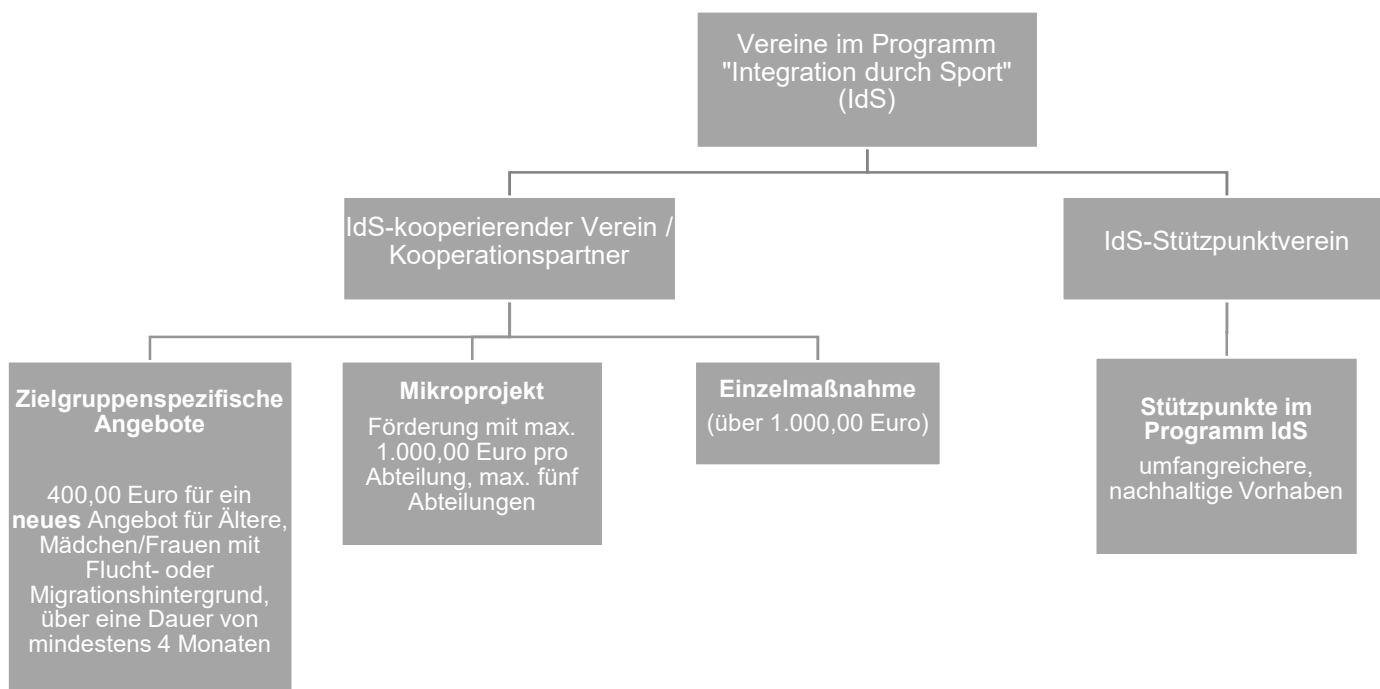 Vereine im Programm
"Integration durch Sport"
(IdS)
IdS-kooperierender Verein /
Kooperationspartner
IdS-Stützpunktverein
Zielgruppenspezifische
Angebote
400,00 Euro für ein
neues Angebot für Ältere,
Mädchen/Frauen mit
Flucht- oder
Migrationshintergrund,
über eine Dauer von
mindestens 4 Monaten
Mikroprojekt
Förderung mit max.
1.000,00 Euro pro
Abteilung, max. fünf
Abteilungen
Einzelmaßnahme
(über 1.000,00 Euro)
Stützpunkte im
Programm IdS
umfangreichere,
nachhaltige Vorhaben